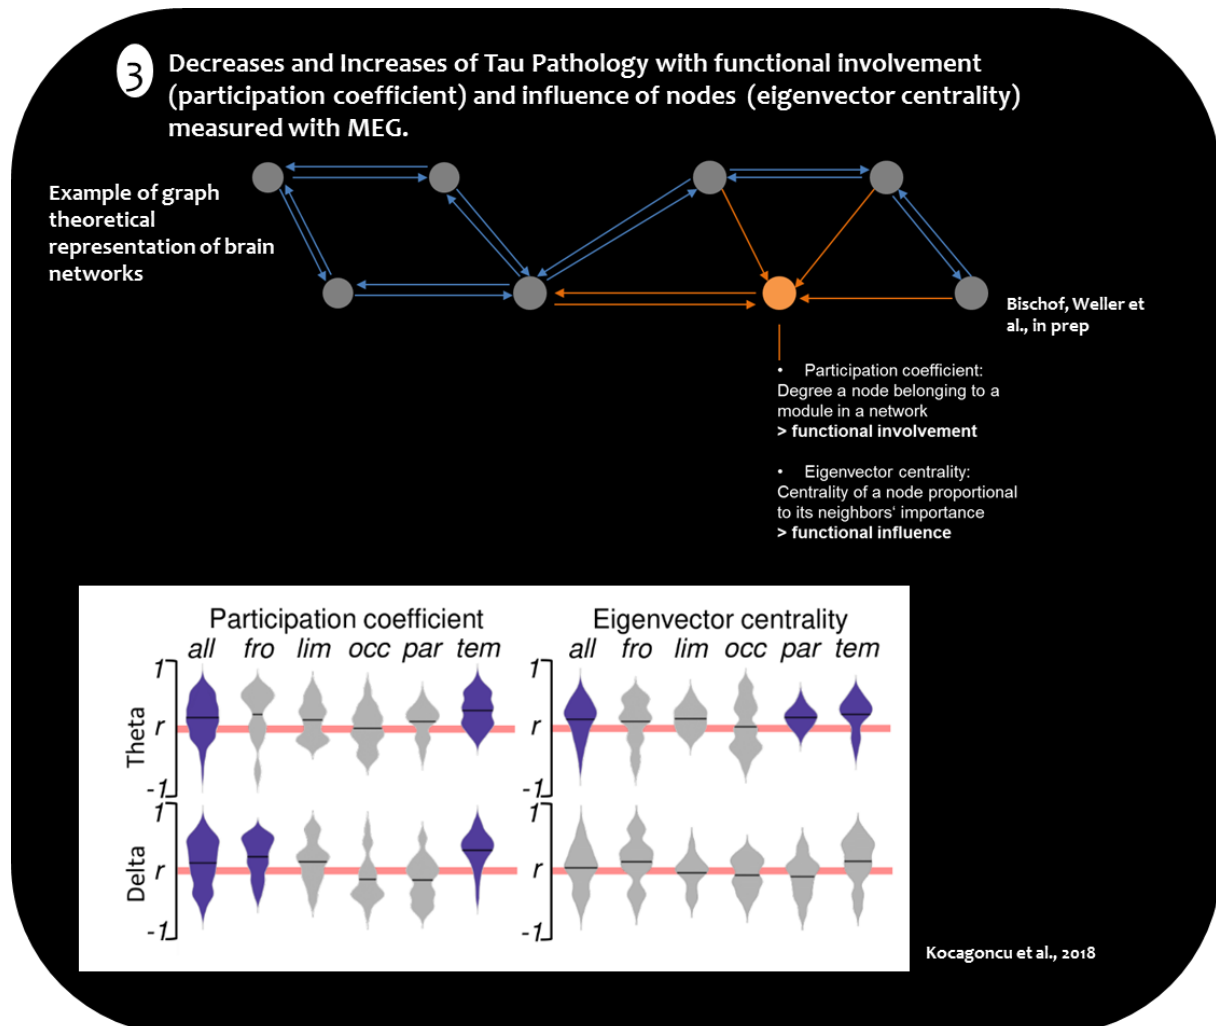 3
Decreases and Increases of Tau Pathology with functional involvement
(participation coefficient) and influence of nodes (eigenvector centrality)
measured with MEG.
Example of graph
theoretical
representation of brain
networks
Bischof, Weller et
al., in prep
• Participation coefficient:
Degree a node belonging to a
module in a network
> functional involvement
• Eigenvector centrality:
Centrality of a node proportional
to its neighbors‘ importance
> functional influence
Participation coefficient
all fro lim occ par tem
Eigenvector centrality
all fro lim occ par tem
Theta
1
r
-1
1
r
-1
Delta
1
r
-1
1
r
-1
Kocagoncu et al., 2018